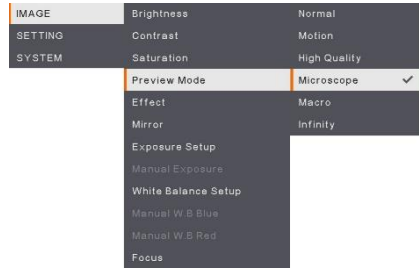 IMAGE
SETTING
SYSTEM
Brightness
Contrast
Saturation
Preview Mode
Effect
Mirror
Exposure Setup
Manual Exposure
White Balance Setup
Manual W.B Blue
Manual W.B Red
Focus
Normal
Motion
High Quality
Microscope
Macro
Infinity